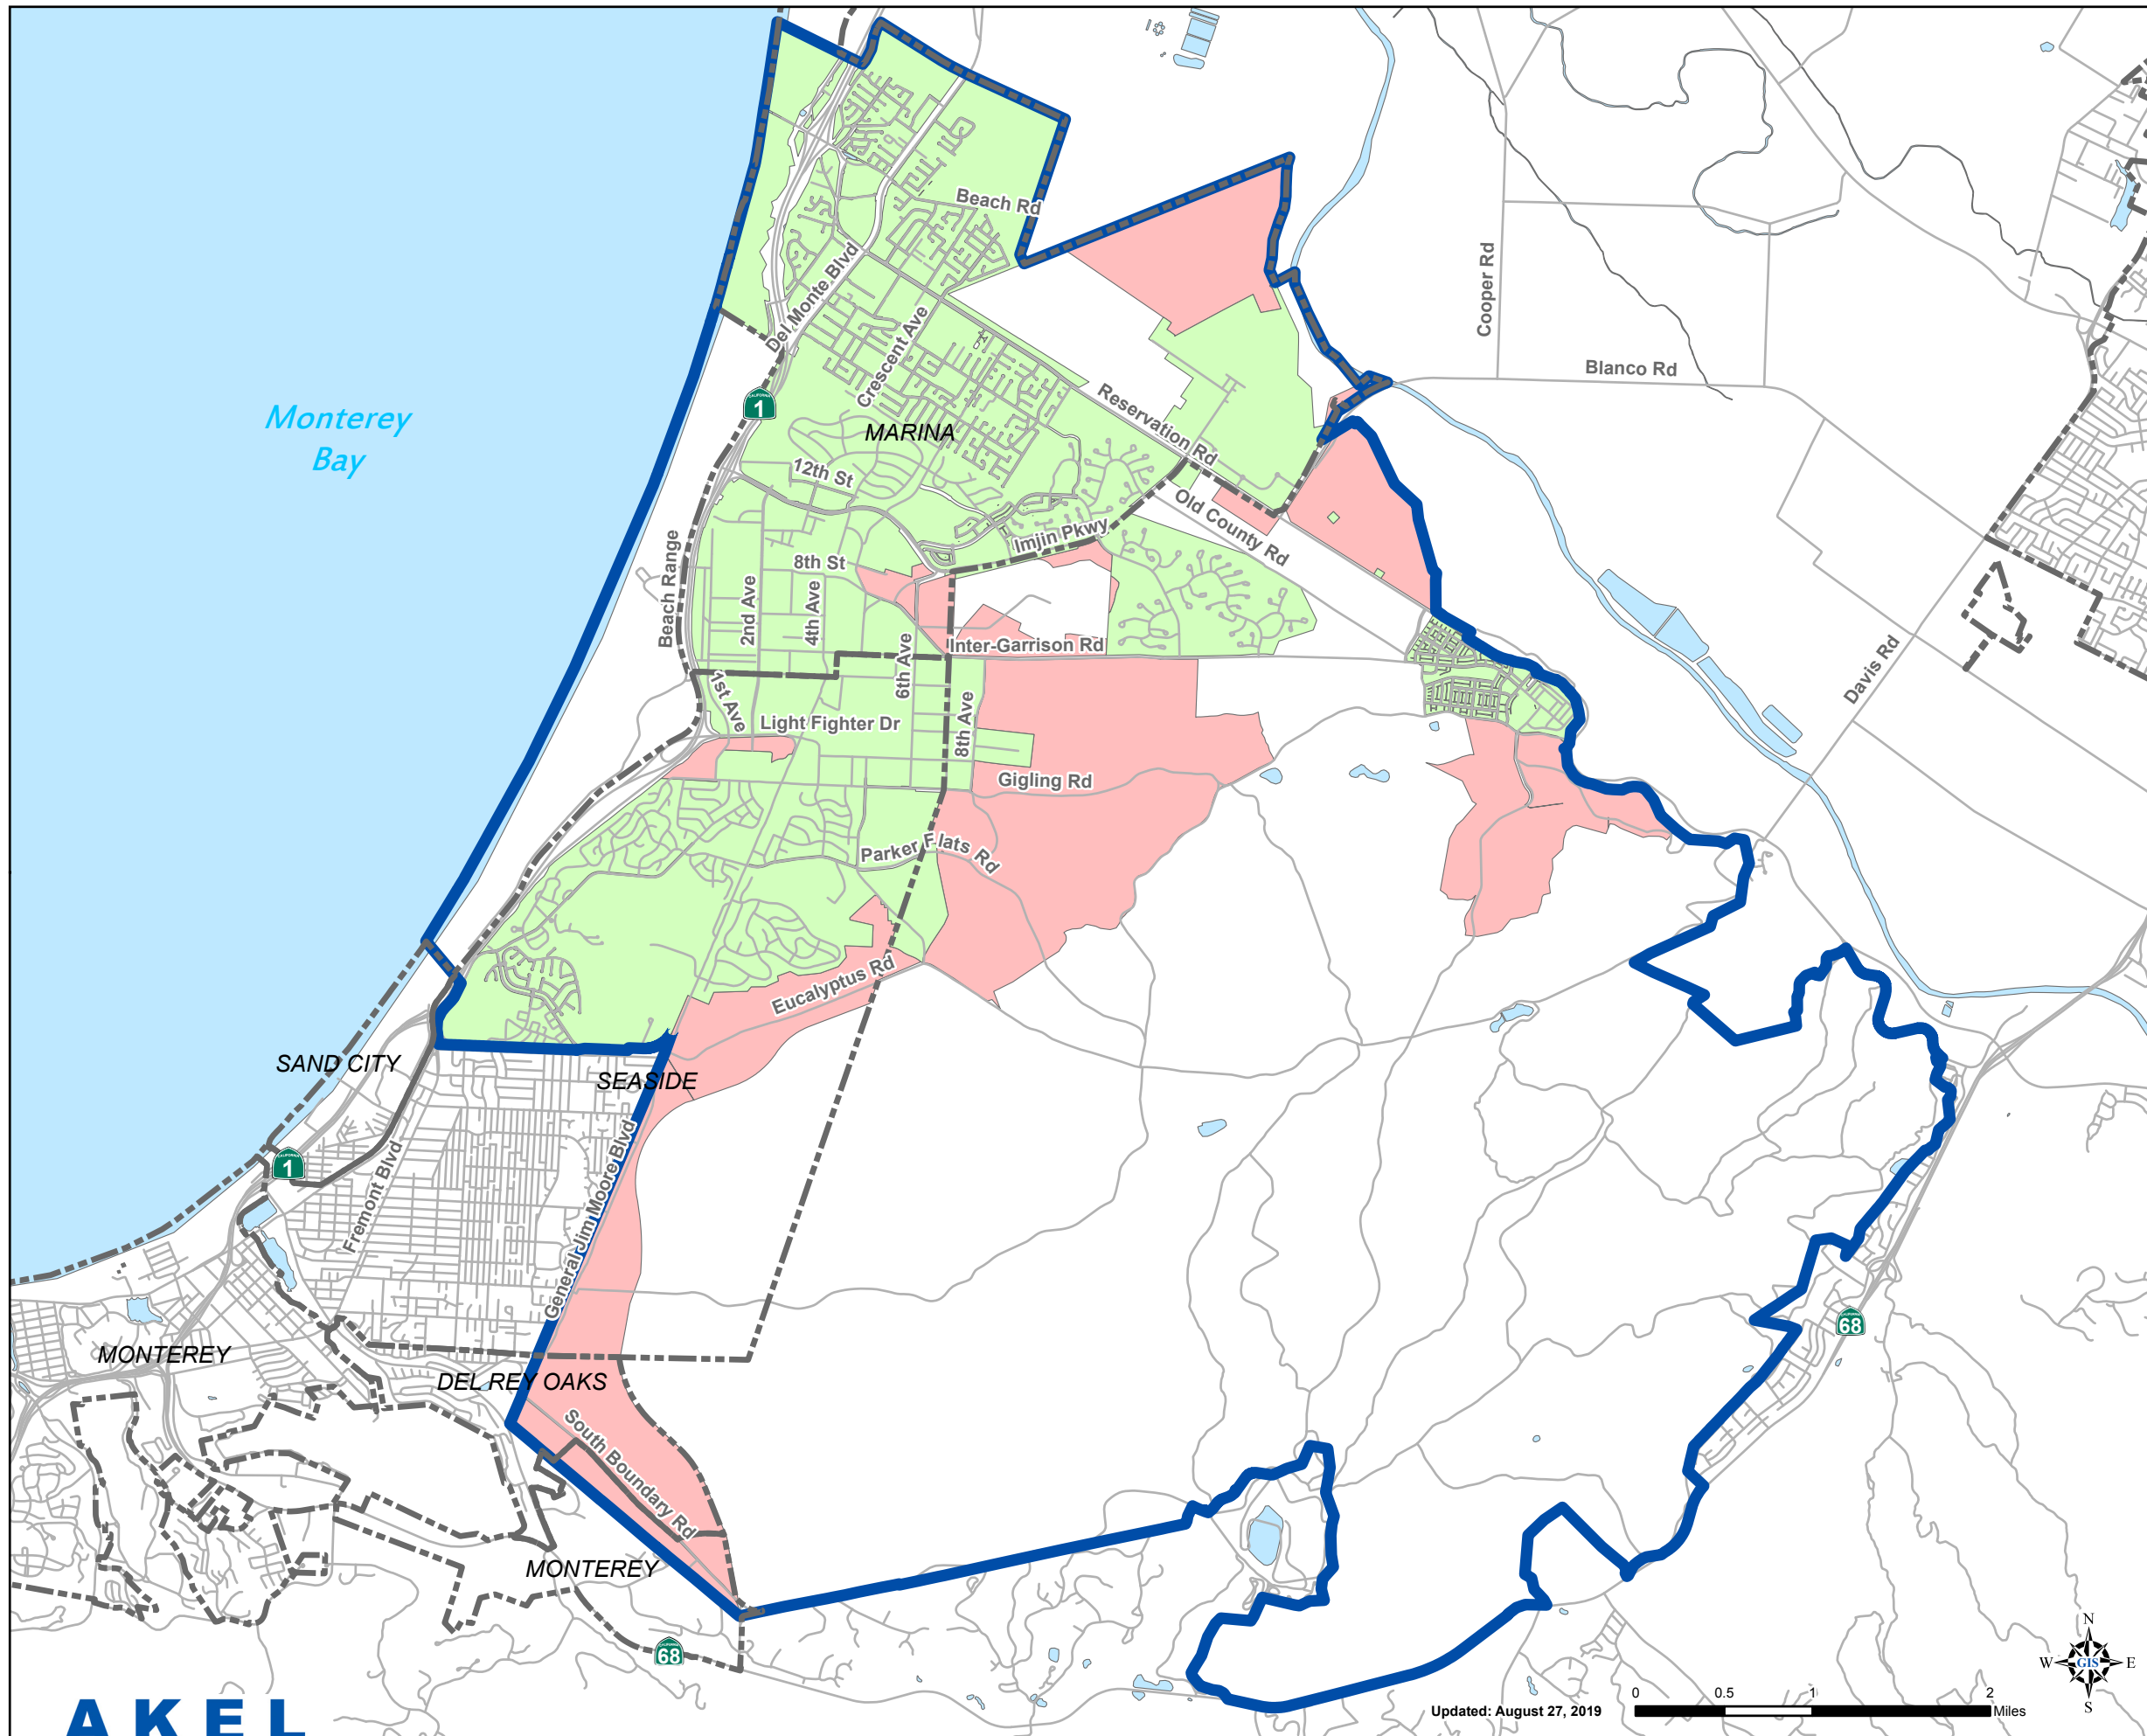 Beach Rd
Del Monte Blvd
Crescent Ave
Cooper Rd
Blanco Rd
Monterey
Bay
CALIFORNIA
1
MARINA
Reservation Rd
12th St
Old County Rd
Imjin Pkwy
Beach Range
8th St
2nd Ave
4th Ave
6th Ave
Inter-Garrison Rd
Davis Rd
1st Ave
Light Fighter Dr
8th Ave
Gigling Rd
Parker Flats Rd
Eucalyptus Rd
SAND CITY
SEASIDE
CALIFORNIA
1
Fremont Blvd
General Jim Moore Blvd
CALIFORNIA
68
MONTEREY
DEL REY OAKS
South Boundary Rd
MONTEREY
CALIFORNIA
68
N
W GIS E
S
0 0.5 1 2
Updated: August 27, 2019 Miles
AKEL